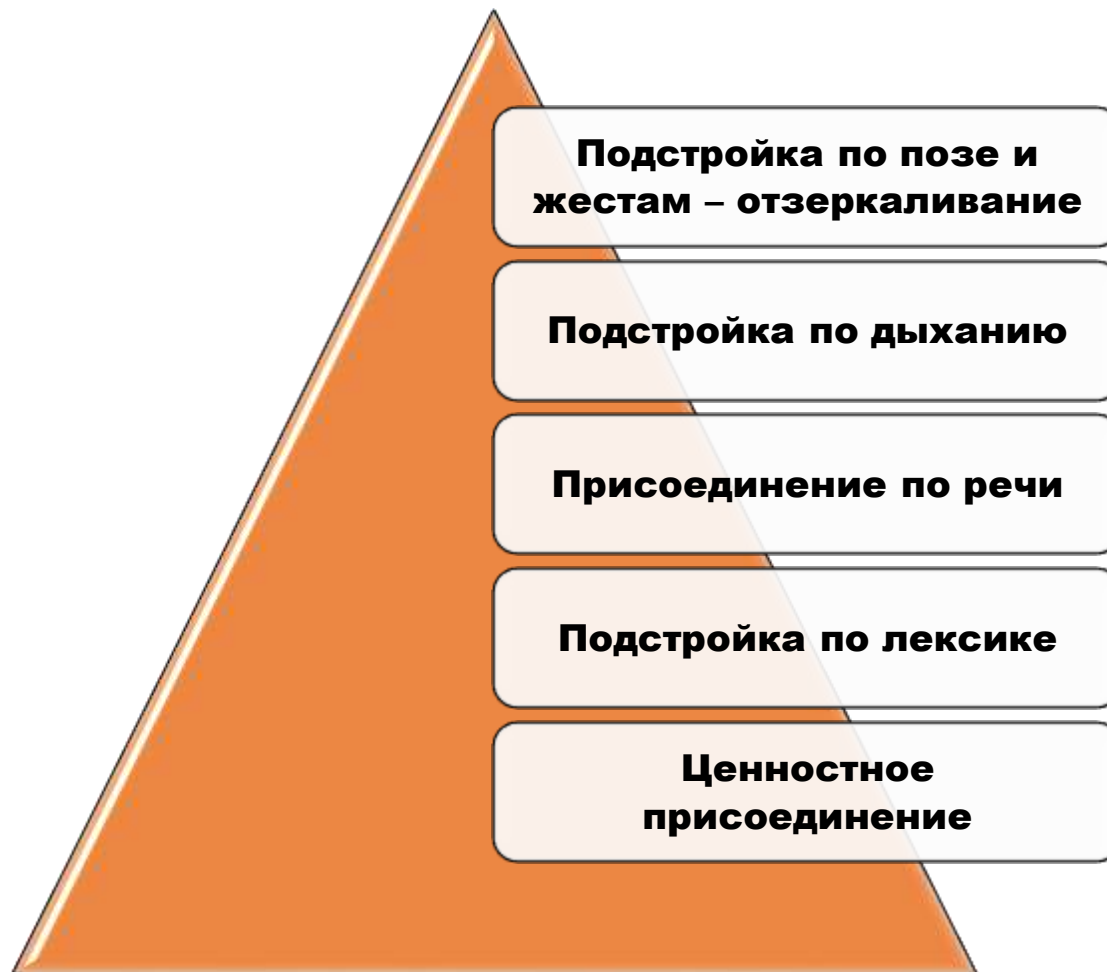 Подстройка по позе и
жестам – отзеркаливание
Подстройка по дыханию
Присоединение по речи
Подстройка по лексике
Ценностное
присоединение